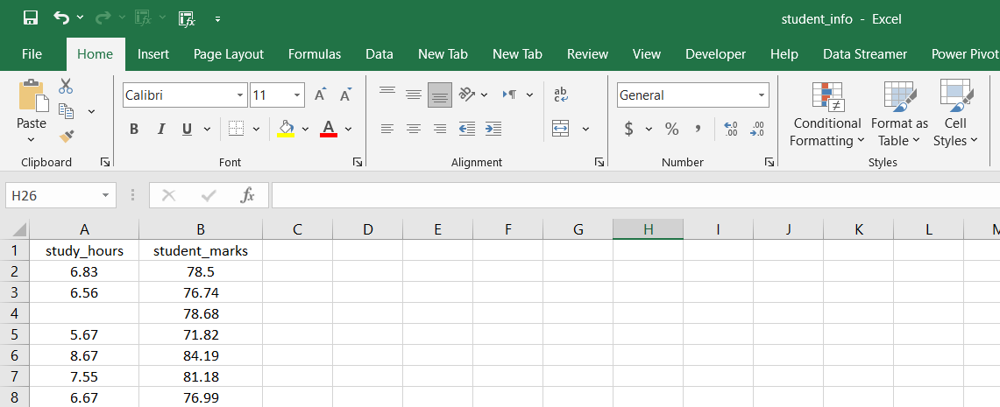 student_info - Excel
File Home Insert Page Layout Formulas Data New Tab New Tab Review View Developer Help Data Streamer Power Pivot
Calibri 11 ab General
Paste B I U A $ % Conditional Format as Cell
Formatting Table Styles
Clipboard Font Alignment Number Styles
H26 fx
A B C D E F G H I J K L
1 study_hours student_marks
2 6.83 78.5
3 6.56 76.74
4 78.68
5 5.67 71.82
6 8.67 84.19
7 7.55 81.18
8 6.67 76.99